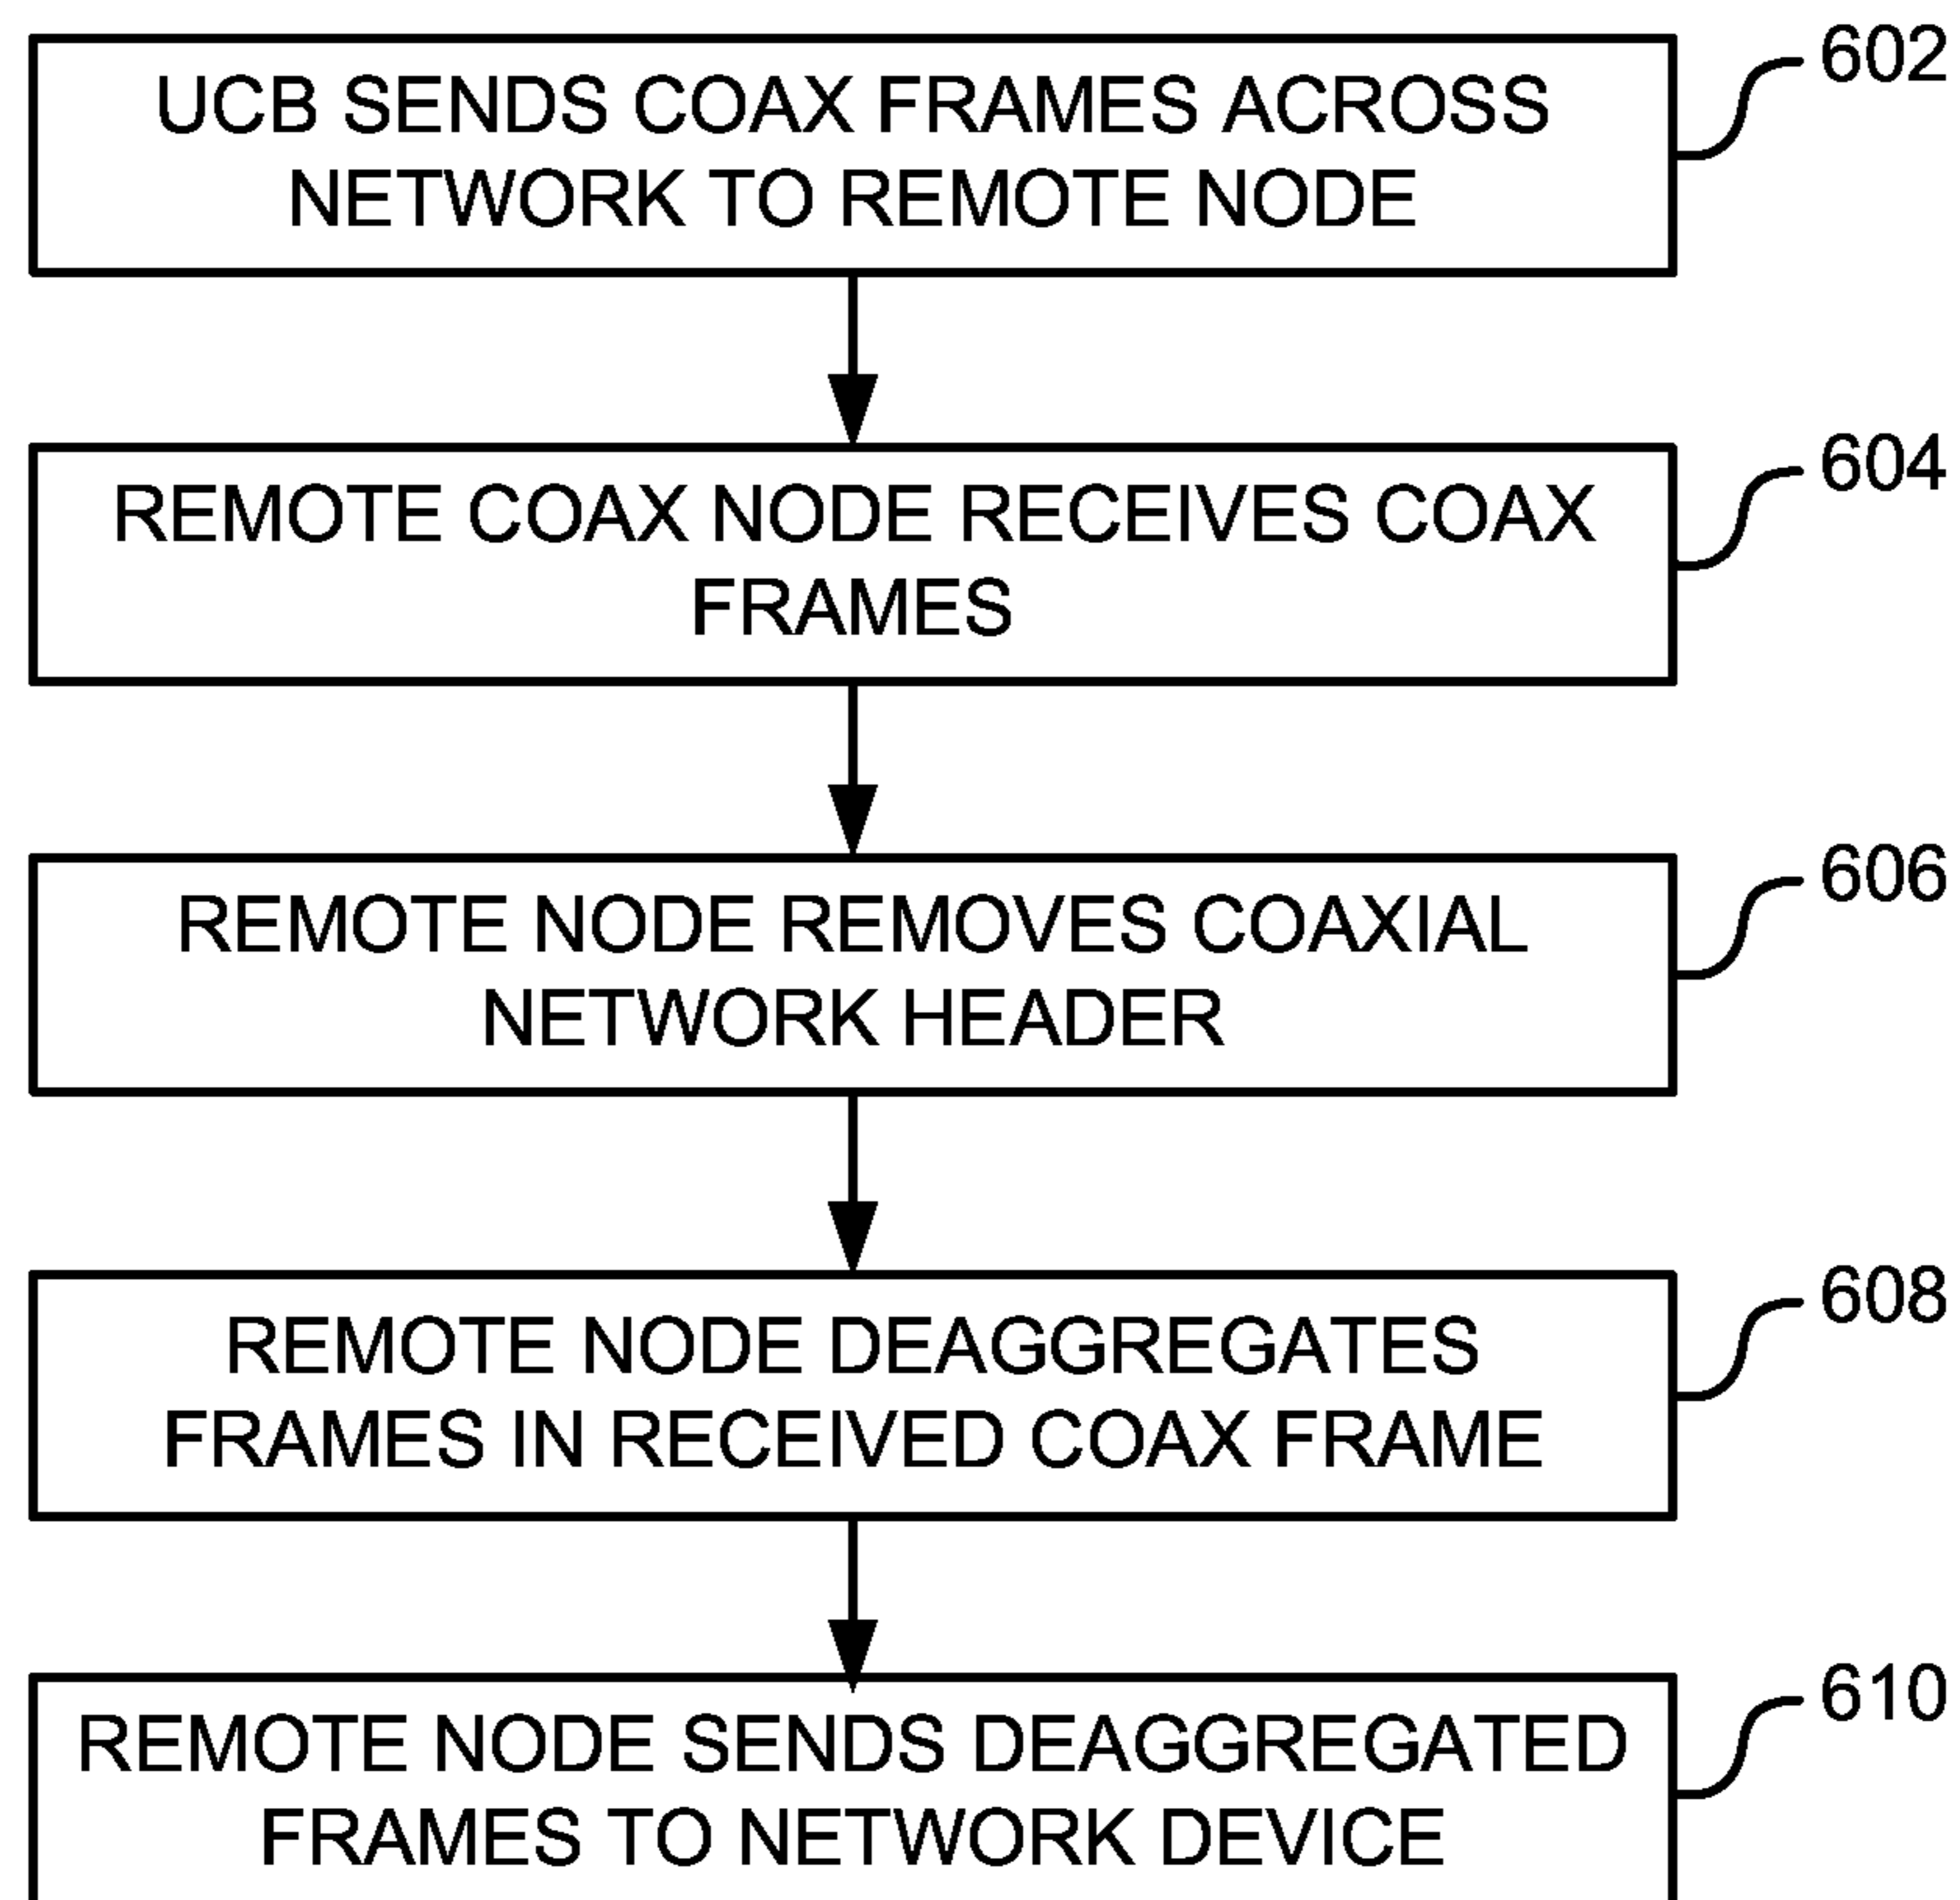 UCB SENDS COAX FRAMES ACROSS
NETWORK TO REMOTE NODE
602
REMOTE COAX NODE RECEIVES COAX
FRAMES
604
REMOTE NODE REMOVES COAXIAL
NETWORK HEADER
606
REMOTE NODE DEAGGREGATES
FRAMES IN RECEIVED COAX FRAME
608
REMOTE NODE SENDS DEAGGREGATED
FRAMES TO NETWORK DEVICE
610